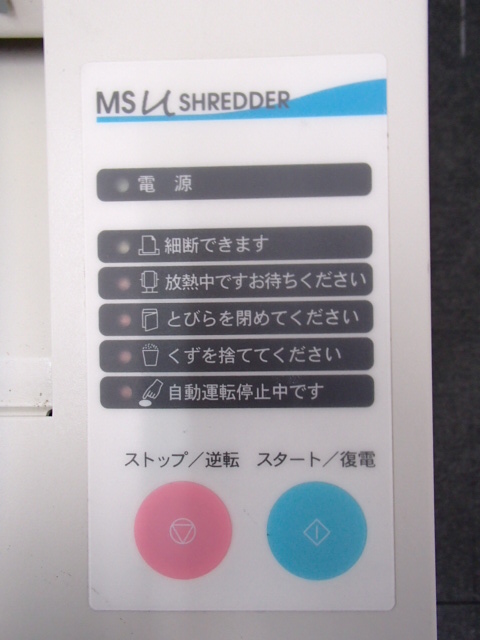 MS μ SHREDDER
電 源
細断できます
放熱中ですお待ちください
とびらを閉めてください
くずを捨ててください
自動運転停止中です
ストップ／逆転 スタート／復電